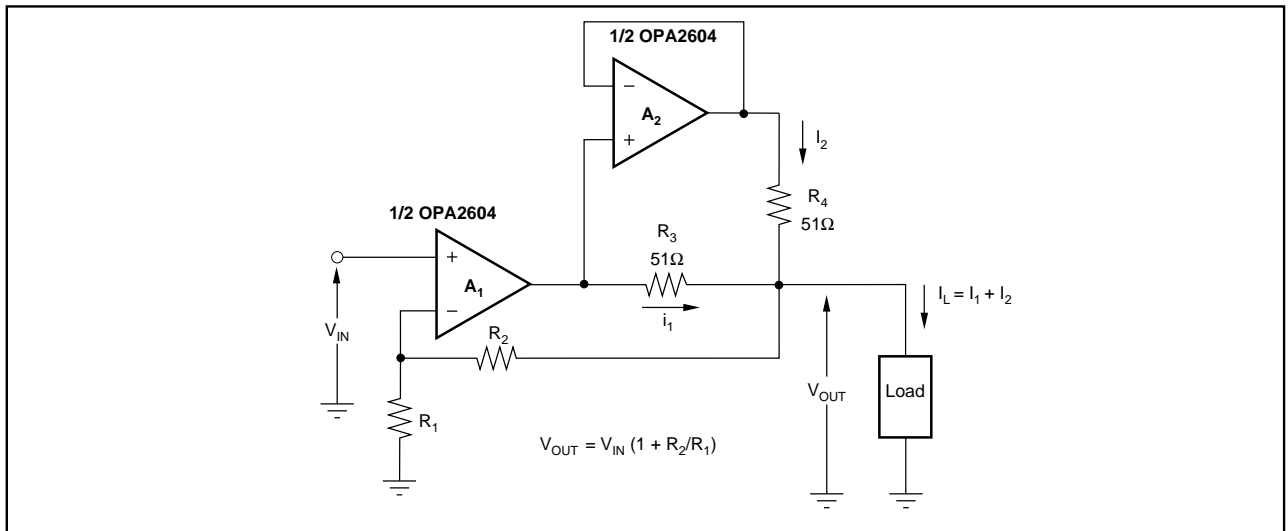 1/2 OPA2604
−
A2
+
I2
R4
51Ω
1/2 OPA2604
R3
51Ω
+
A1
−
i1
IL = I1 + I2
VIN
R2
VOUT
Load
R1
VOUT = VIN (1 + R2/R1)